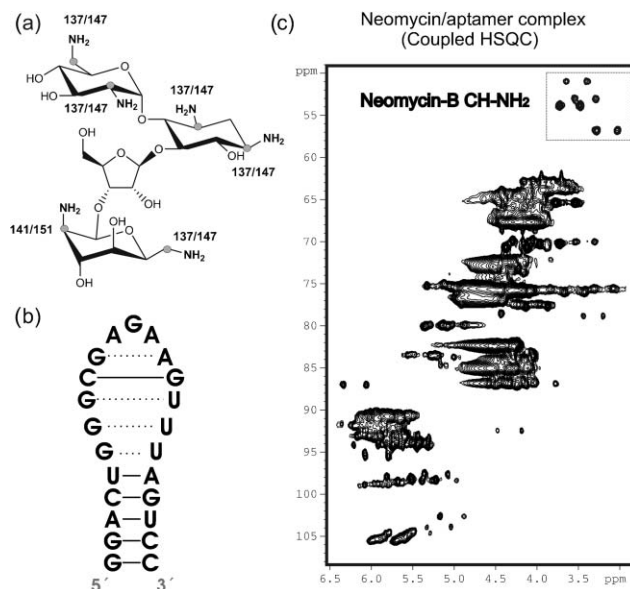 (a)
137/147
NH₂
O
HO
HO
137/147
NH₂
O
137/147
H₂N
NH₂
O
OH
137/147
HO
O
O
OH
NH₂
141/151
O
OH
O
OH
NH₂
137/147
(b)
G
A A
G A
C G
G U
G U
G U
U A
C G
A U
G C
G C
5´ 3´
(c)
Neomycin/aptamer complex
(Coupled HSQC)
ppm
Neomycin-B CH-NH₂
55
60
65
70
75
80
85
90
95
100
105
6.5 6.0 5.5 5.0 4.5 4.0 3.5 ppm